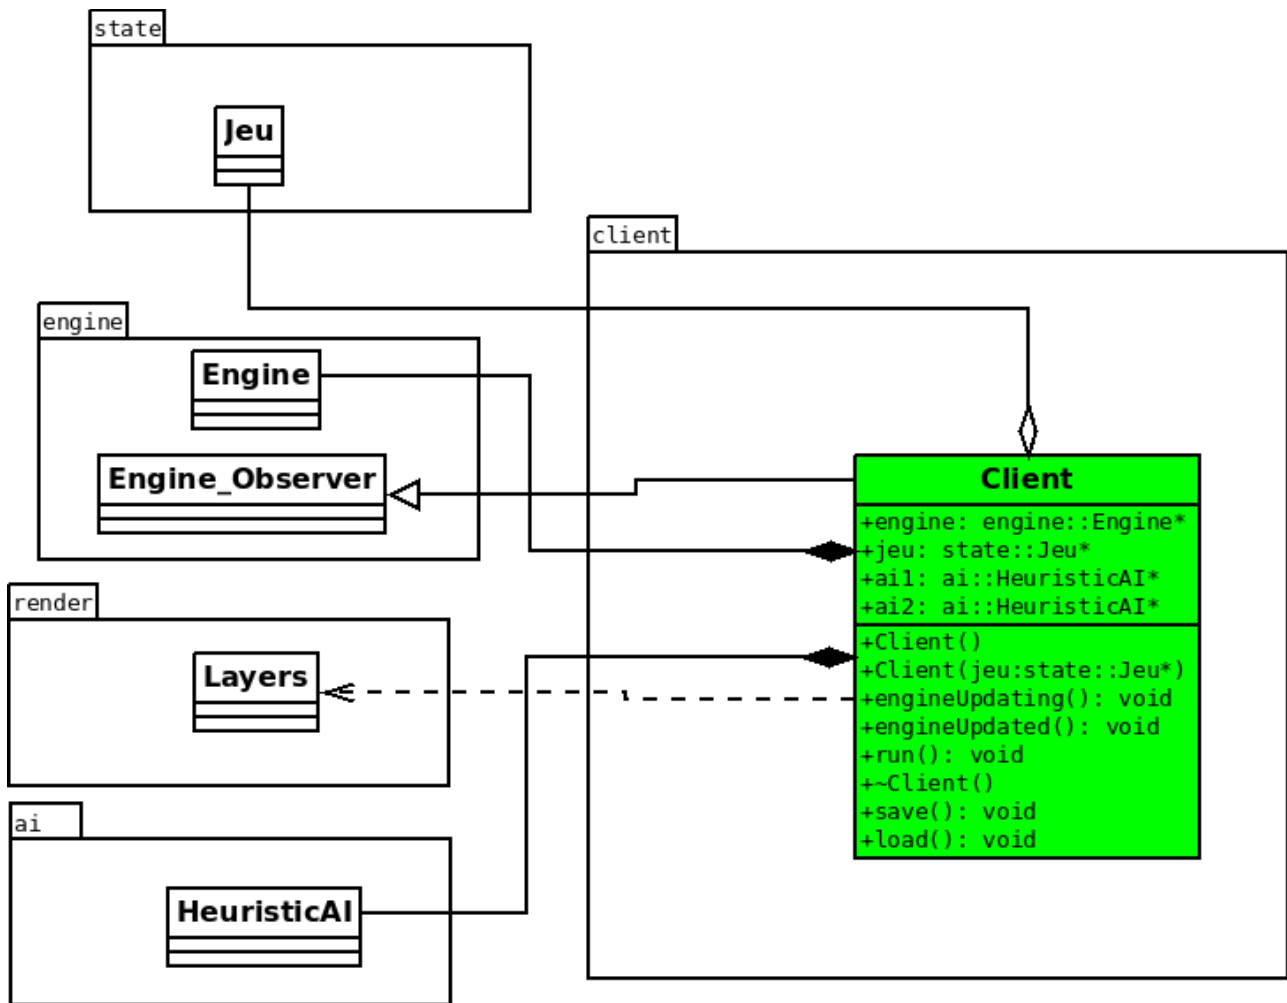 state
Jeu
client
engine
Engine
Engine_Observer
Client
+engine: engine::Engine*
+jeu: state::Jeu*
+ai1: ai::HeuristicAI*
+ai2: ai::HeuristicAI*
+Client()
+Client(jeu:state::Jeu*)
+engineUpdating(): void
+engineUpdated(): void
+run(): void
+~Client()
+save(): void
+load(): void
render
Layers
ai
HeuristicAI